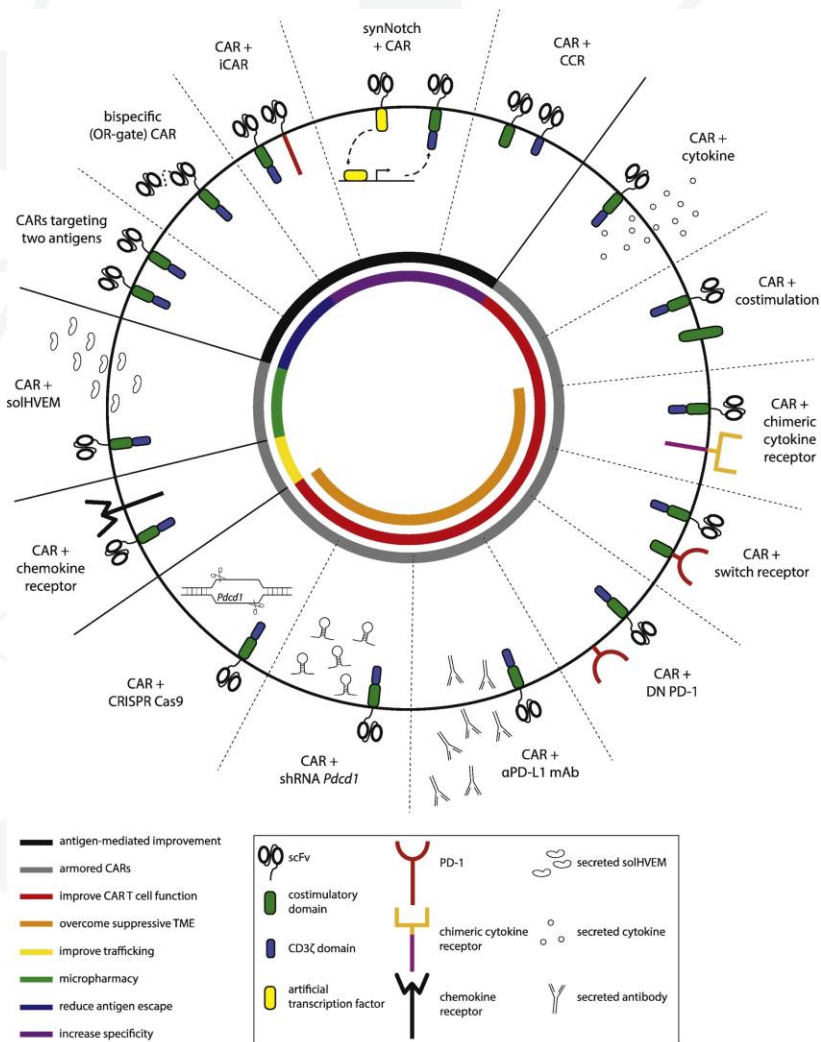 synNotch
+ CAR
CAR +
CCR
CAR +
cytokine
CAR +
costimulation
CAR +
chimeric
cytokine
receptor
CAR +
switch receptor
CAR +
DN PD-1
CAR +
αPD-L1 mAb
CAR +
shRNA Pdcd1
CAR +
CRISPR Cas9
Pdcd1
CAR +
chemokine
receptor
CAR +
solHVEM
CARs targeting
two antigens
bispecific
(OR-gate) CAR
CAR +
iCAR
antigen-mediated improvement
armored CARs
improve CAR T cell function
overcome suppressive TME
improve trafficking
micropharmacy
reduce antigen escape
increase specificity
scFv
costimulatory
domain
CD3ζ domain
artificial
transcription factor
PD-1
chimeric cytokine
receptor
chemokine
receptor
secreted solHVEM
secreted cytokine
secreted antibody